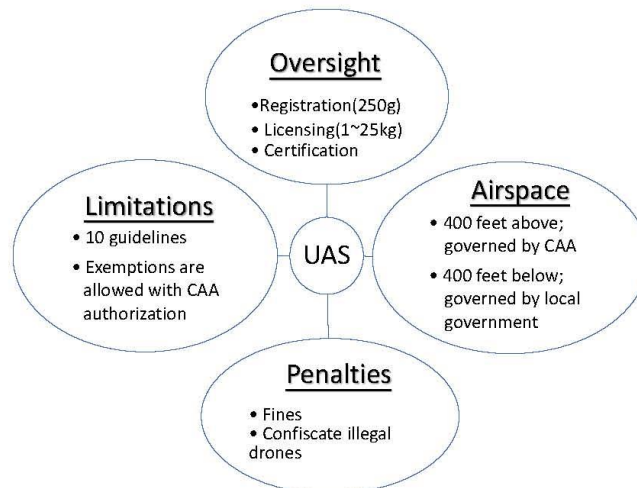 Oversight
•Registration(250g)
• Licensing(1~25kg)
• Certification
Limitations
• 10 guidelines
• Exemptions are
allowed with CAA
authorization
UAS
Airspace
• 400 feet above;
governed by CAA
• 400 feet below;
governed by local
government
Penalties
• Fines
• Confiscate illegal
drones